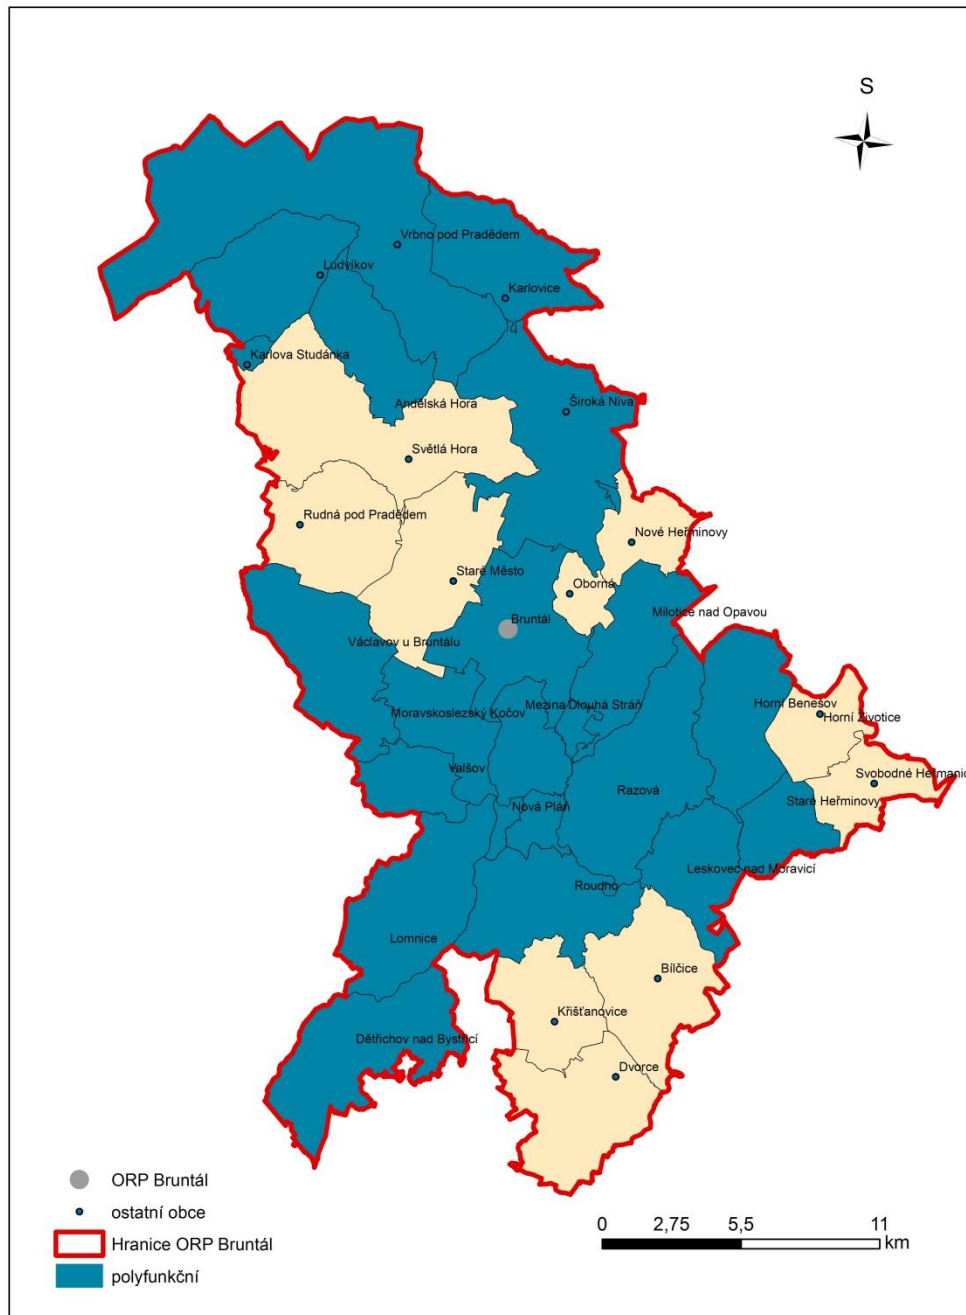 S
Vrbno pod Pradědem
Ludvíkov
Karlovice
Karlova Studánka
Andělská Hora
Široká Niva
Světlá Hora
Rudná pod Pradědem
Nové Heřminovy
Staré Město
Oborná
Milotice nad Opavou
Bruntál
Václavov u Bruntálu
Horní Benešov
Mezina
Dlouhá Stráň
Moravskoslezský Kočov
Horní Životice
Valšov
Svobodné Heřmanic
Razová
Staré Heřminovy
Nová Pláň
Leskovec nad Moravicí
Roudno
Lomnice
Bílčice
Křišťanovice
Dětřichov nad Bystřicí
Dvorce
ORP Bruntál
ostatní obce
Hranice ORP Bruntál
polyfunkční
0 2,75 5,5 11
km